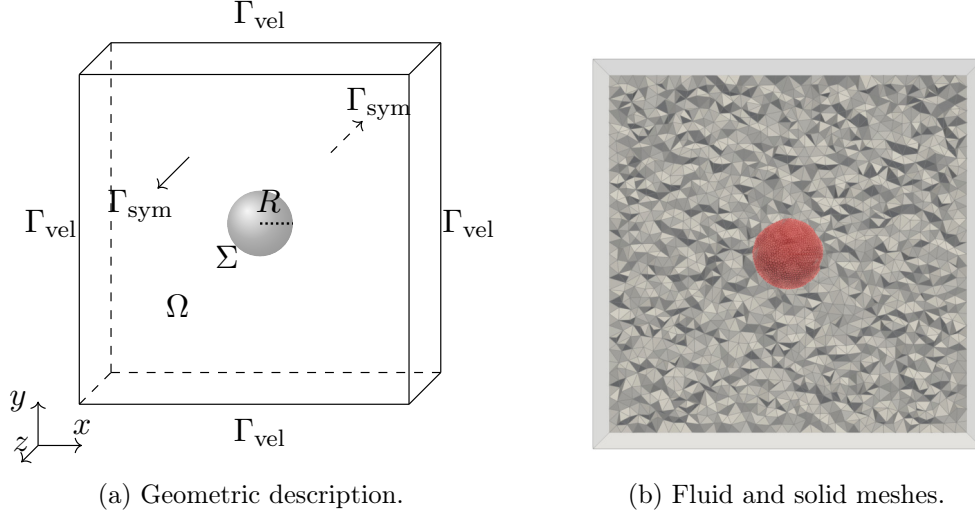 Γvel
Γsym
Γsym
R
Γvel
Γvel
Σ
Ω
y
x
z
Γvel
(a) Geometric description.
(b) Fluid and solid meshes.